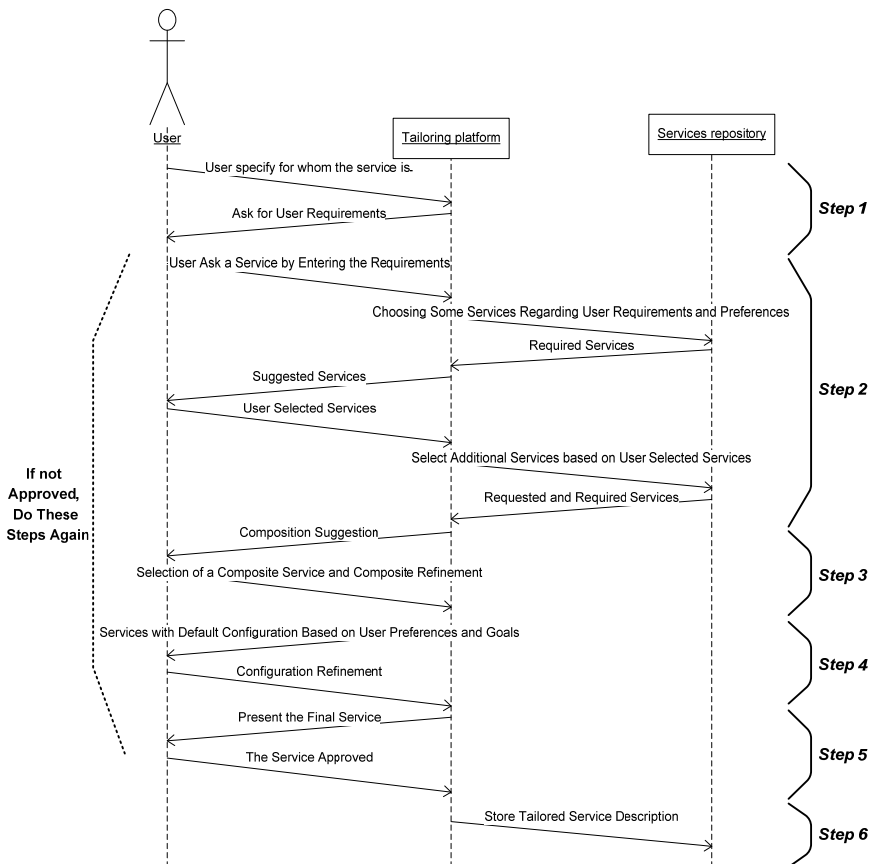 User
Tailoring platform
Services repository
User specify for whom the service is
Ask for User Requirements
Step 1
User Ask a Service by Entering the Requirements
Choosing Some Services Regarding User Requirements and Preferences
Required Services
Suggested Services
User Selected Services
Step 2
Select Additional Services based on User Selected Services
Requested and Required Services
If not
Approved,
Do These
Steps Again
Composition Suggestion
Selection of a Composite Service and Composite Refinement
Step 3
Services with Default Configuration Based on User Preferences and Goals
Configuration Refinement
Step 4
Present the Final Service
The Service Approved
Step 5
Store Tailored Service Description
Step 6